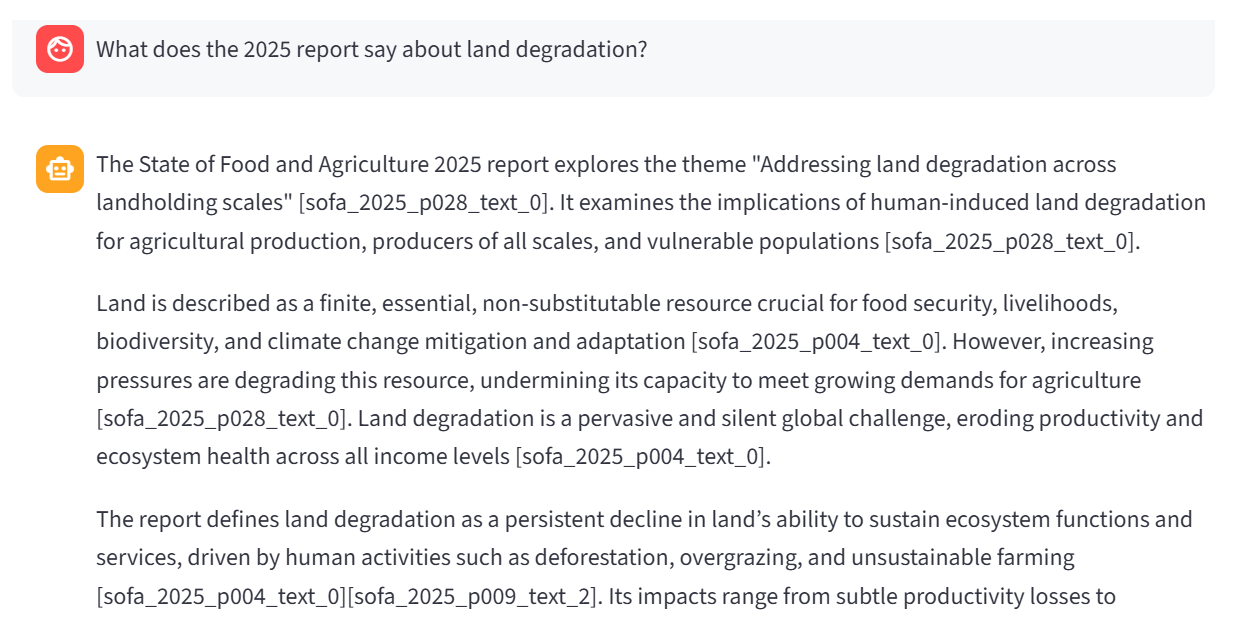 What does the 2025 report say about land degradation?
The State of Food and Agriculture 2025 report explores the theme "Addressing land degradation across
landholding scales" [sofa_2025_p028_text_0]. It examines the implications of human-induced land degradation
for agricultural production, producers of all scales, and vulnerable populations [sofa_2025_p028_text_0].
Land is described as a finite, essential, non-substitutable resource crucial for food security, livelihoods,
biodiversity, and climate change mitigation and adaptation [sofa_2025_p004_text_0]. However, increasing
pressures are degrading this resource, undermining its capacity to meet growing demands for agriculture
[sofa_2025_p028_text_0]. Land degradation is a pervasive and silent global challenge, eroding productivity and
ecosystem health across all income levels [sofa_2025_p004_text_0].
The report defines land degradation as a persistent decline in land’s ability to sustain ecosystem functions and
services, driven by human activities such as deforestation, overgrazing, and unsustainable farming
[sofa_2025_p004_text_0][sofa_2025_p009_text_2]. Its impacts range from subtle productivity losses to